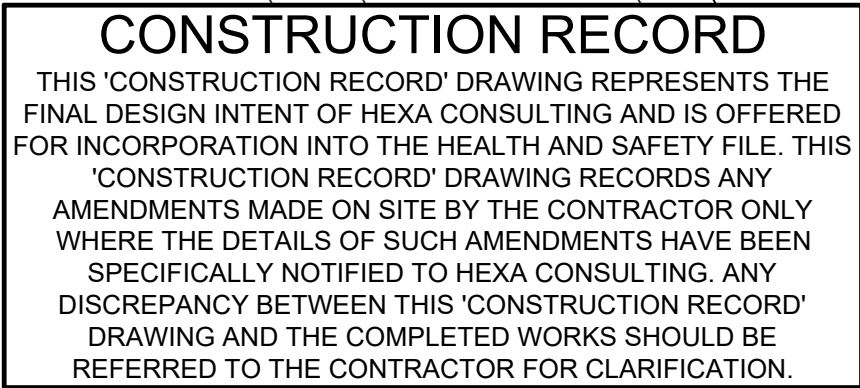 CONSTRUCTION RECORD
THIS 'CONSTRUCTION RECORD' DRAWING REPRESENTS THE
FINAL DESIGN INTENT OF HEXA CONSULTING AND IS OFFERED
FOR INCORPORATION INTO THE HEALTH AND SAFETY FILE. THIS
'CONSTRUCTION RECORD' DRAWING RECORDS ANY
AMENDMENTS MADE ON SITE BY THE CONTRACTOR ONLY
WHERE THE DETAILS OF SUCH AMENDMENTS HAVE BEEN
SPECIFICALLY NOTIFIED TO HEXA CONSULTING. ANY
DISCREPANCY BETWEEN THIS 'CONSTRUCTION RECORD'
DRAWING AND THE COMPLETED WORKS SHOULD BE
REFERRED TO THE CONTRACTOR FOR CLARIFICATION.